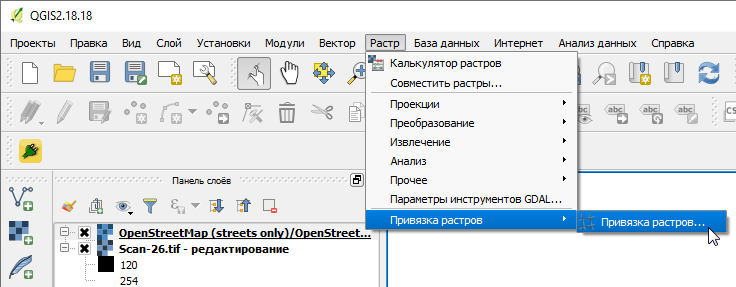 QGIS2.18.18
Проекты Правка Вид Слой Установки Модули Вектор Растр База данных Интернет Анализ данных Справка
Калькулятор растров
Совместить растры...
Проекции
Преобразование
Извлечение
Анализ
Прочее
Параметры инструментов GDAL...
Привязка растров
Привязка растров...
abc
abc
abc
CS
Панель слоёв
OpenStreetMap (streets only)/OpenStreet...
Scan-26.tif - редактирование
120
254